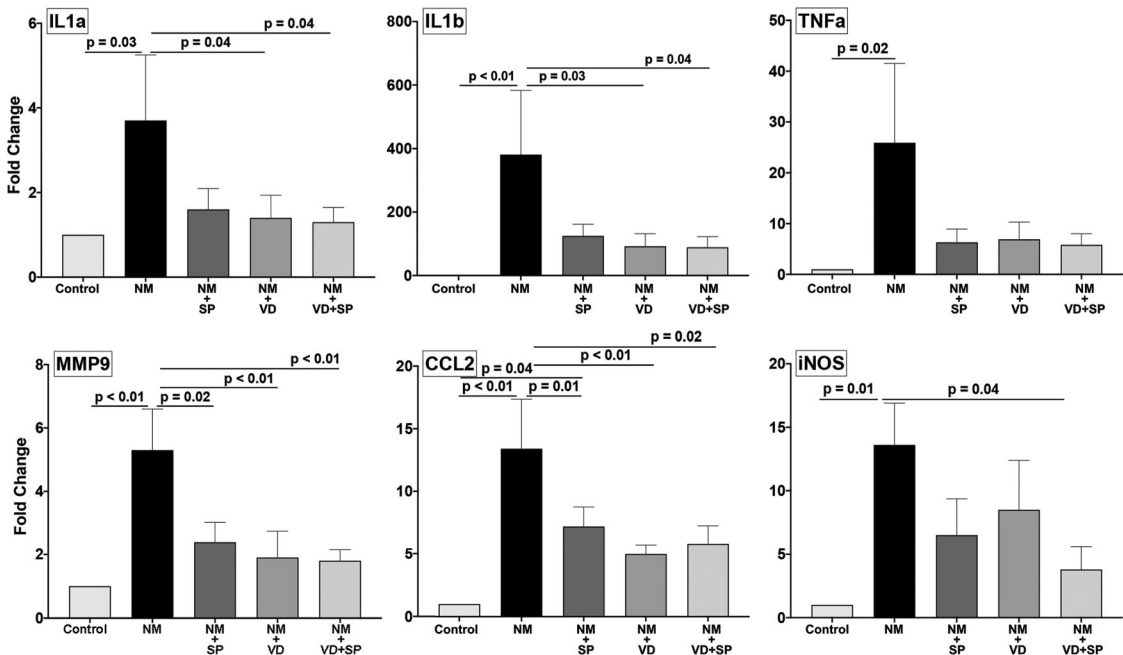 IL1a
6
p = 0.04
p = 0.03
p = 0.04
4
Fold Change
2
0
Control
NM
NM
+
SP
NM
+
VD
NM
+
VD+SP
IL1b
800
p = 0.04
p < 0.01
p = 0.03
600
400
200
0
Control
NM
NM
+
SP
NM
+
VD
NM
+
VD+SP
TNFa
50
p = 0.02
40
30
20
10
0
Control
NM
NM
+
SP
NM
+
VD
NM
+
VD+SP
MMP9
8
p < 0.01
p < 0.01
p < 0.01
p = 0.02
6
4
Fold Change
2
0
Control
NM
NM
+
SP
NM
+
VD
NM
+
VD+SP
CCL2
20
p = 0.02
p < 0.01
p = 0.04
p < 0.01
p = 0.01
15
10
5
0
Control
NM
NM
+
SP
NM
+
VD
NM
+
VD+SP
iNOS
20
p = 0.01
p = 0.04
15
10
5
0
Control
NM
NM
+
SP
NM
+
VD
NM
+
VD+SP